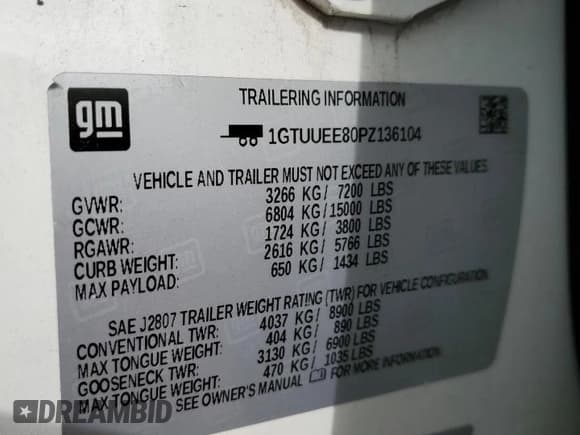 gm
TRAILERING INFORMATION
1GTUUEE80PZ136104
VEHICLE AND TRAILER MUST NOT EXCEED ANY OF THESE VALUES.
GVWR: 3266 KG/ 7200 LBS
GCWR: 6804 KG/ 15000 LBS
RGAWR: 1724 KG/ 3800 LBS
CURB WEIGHT: 2616 KG/ 5766 LBS
MAX PAYLOAD: 650 KG/ 1434 LBS
SAE J2807 TRAILER WEIGHT RATING (TWR) FOR VEHICLE CONFIGURATION
CONVENTIONAL TWR: 4037 KG/ 8900 LBS
MAX TONGUE WEIGHT: 404 KG/ 890 LBS
GOOSENECK TWR: 3130 KG/ 6900 LBS
MAX TONGUE WEIGHT: 470 KG/ 1035 LBS
SEE OWNER'S MANUAL FOR MORE INFORMATION
DREAMBID